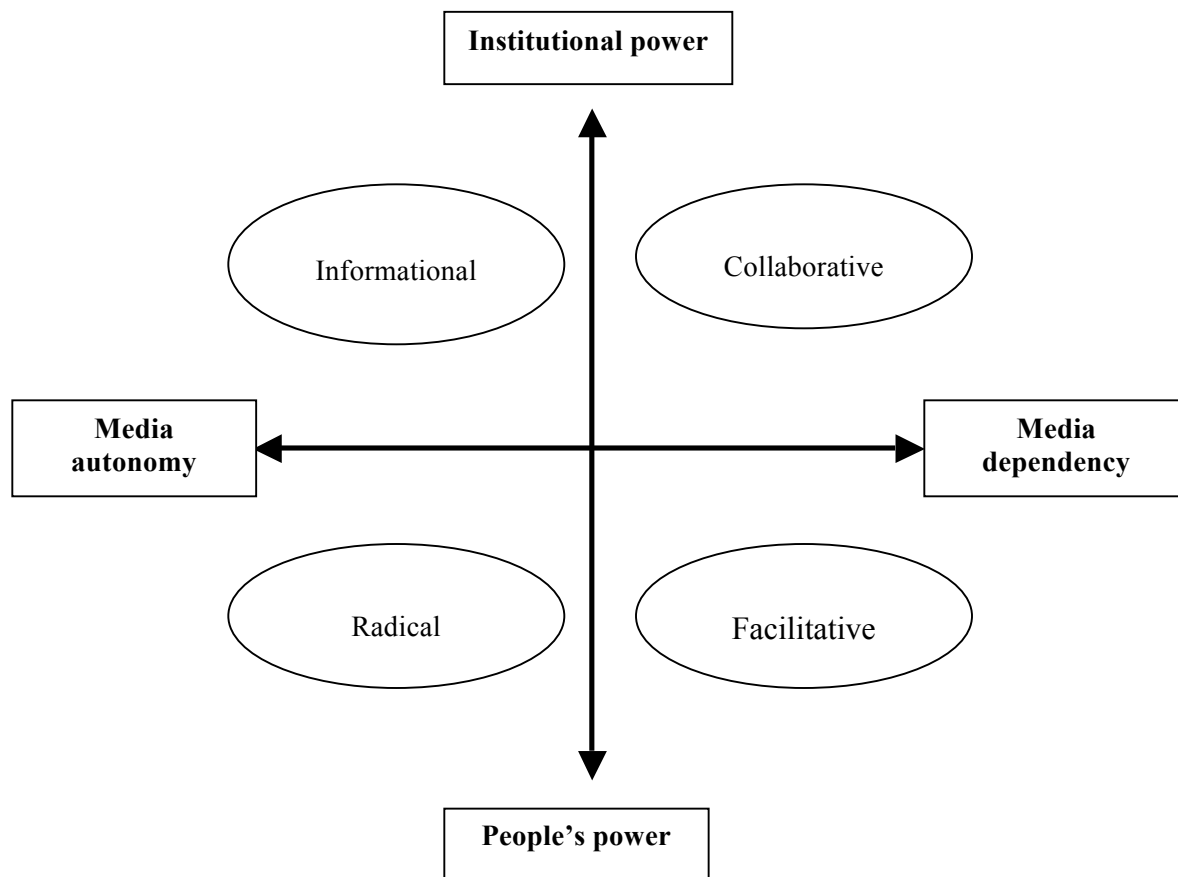 Institutional power
Informational
Collaborative
Media
autonomy
Media
dependency
Radical
Facilitative
People’s power